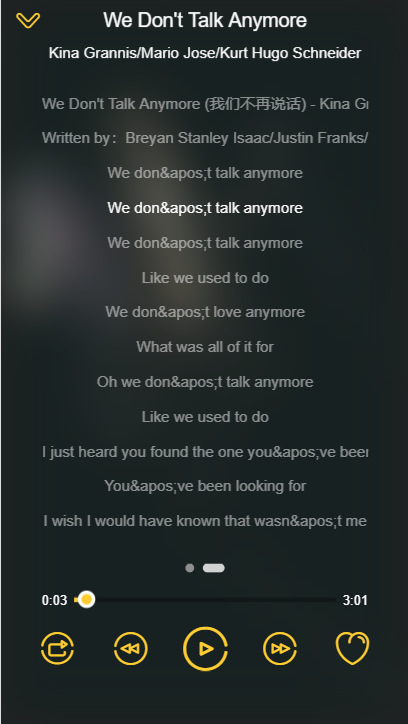 We Don't Talk Anymore
Kina Grannis/Mario Jose/Kurt Hugo Schneider
We Don't Talk Anymore (我们不再说话) - Kina Gr
Written by：Breyan Stanley Isaac/Justin Franks/
We don&apos;t talk anymore
We don&apos;t talk anymore
We don&apos;t talk anymore
Like we used to do
We don&apos;t love anymore
What was all of it for
Oh we don&apos;t talk anymore
Like we used to do
I just heard you found the one you&apos;ve been
You&apos;ve been looking for
I wish I would have known that wasn&apos;t me
0:03 3:01